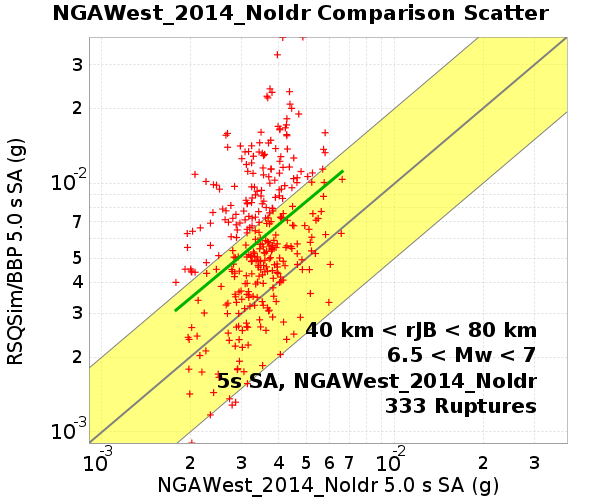 NGAWest_2014_NoIdr Comparison Scatter
RSQSim/BBP 5.0 s SA (g)
3
2
10-2
7
5
4
3
2
10-3
40 km < rJB < 80 km
6.5 < Mw < 7
5s SA, NGAWest_2014_NoIdr
333 Ruptures
10-3 2 3 4 5 6 7 10-2 2 3
NGAWest_2014_NoIdr 5.0 s SA (g)